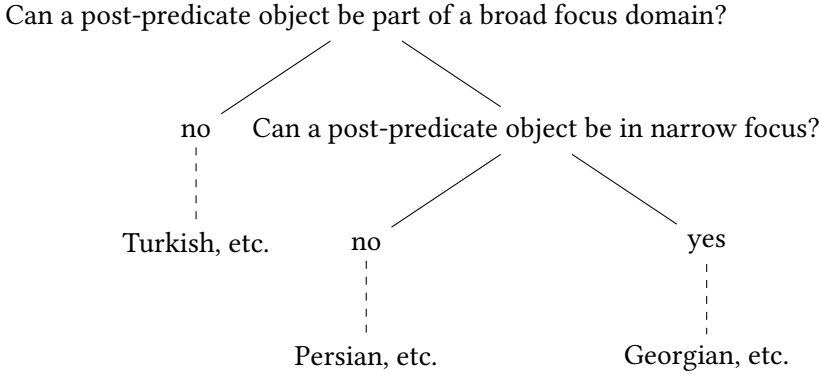 Can a post-predicate object be part of a broad focus domain?
no
Can a post-predicate object be in narrow focus?
Turkish, etc.
no
yes
Persian, etc.
Georgian, etc.